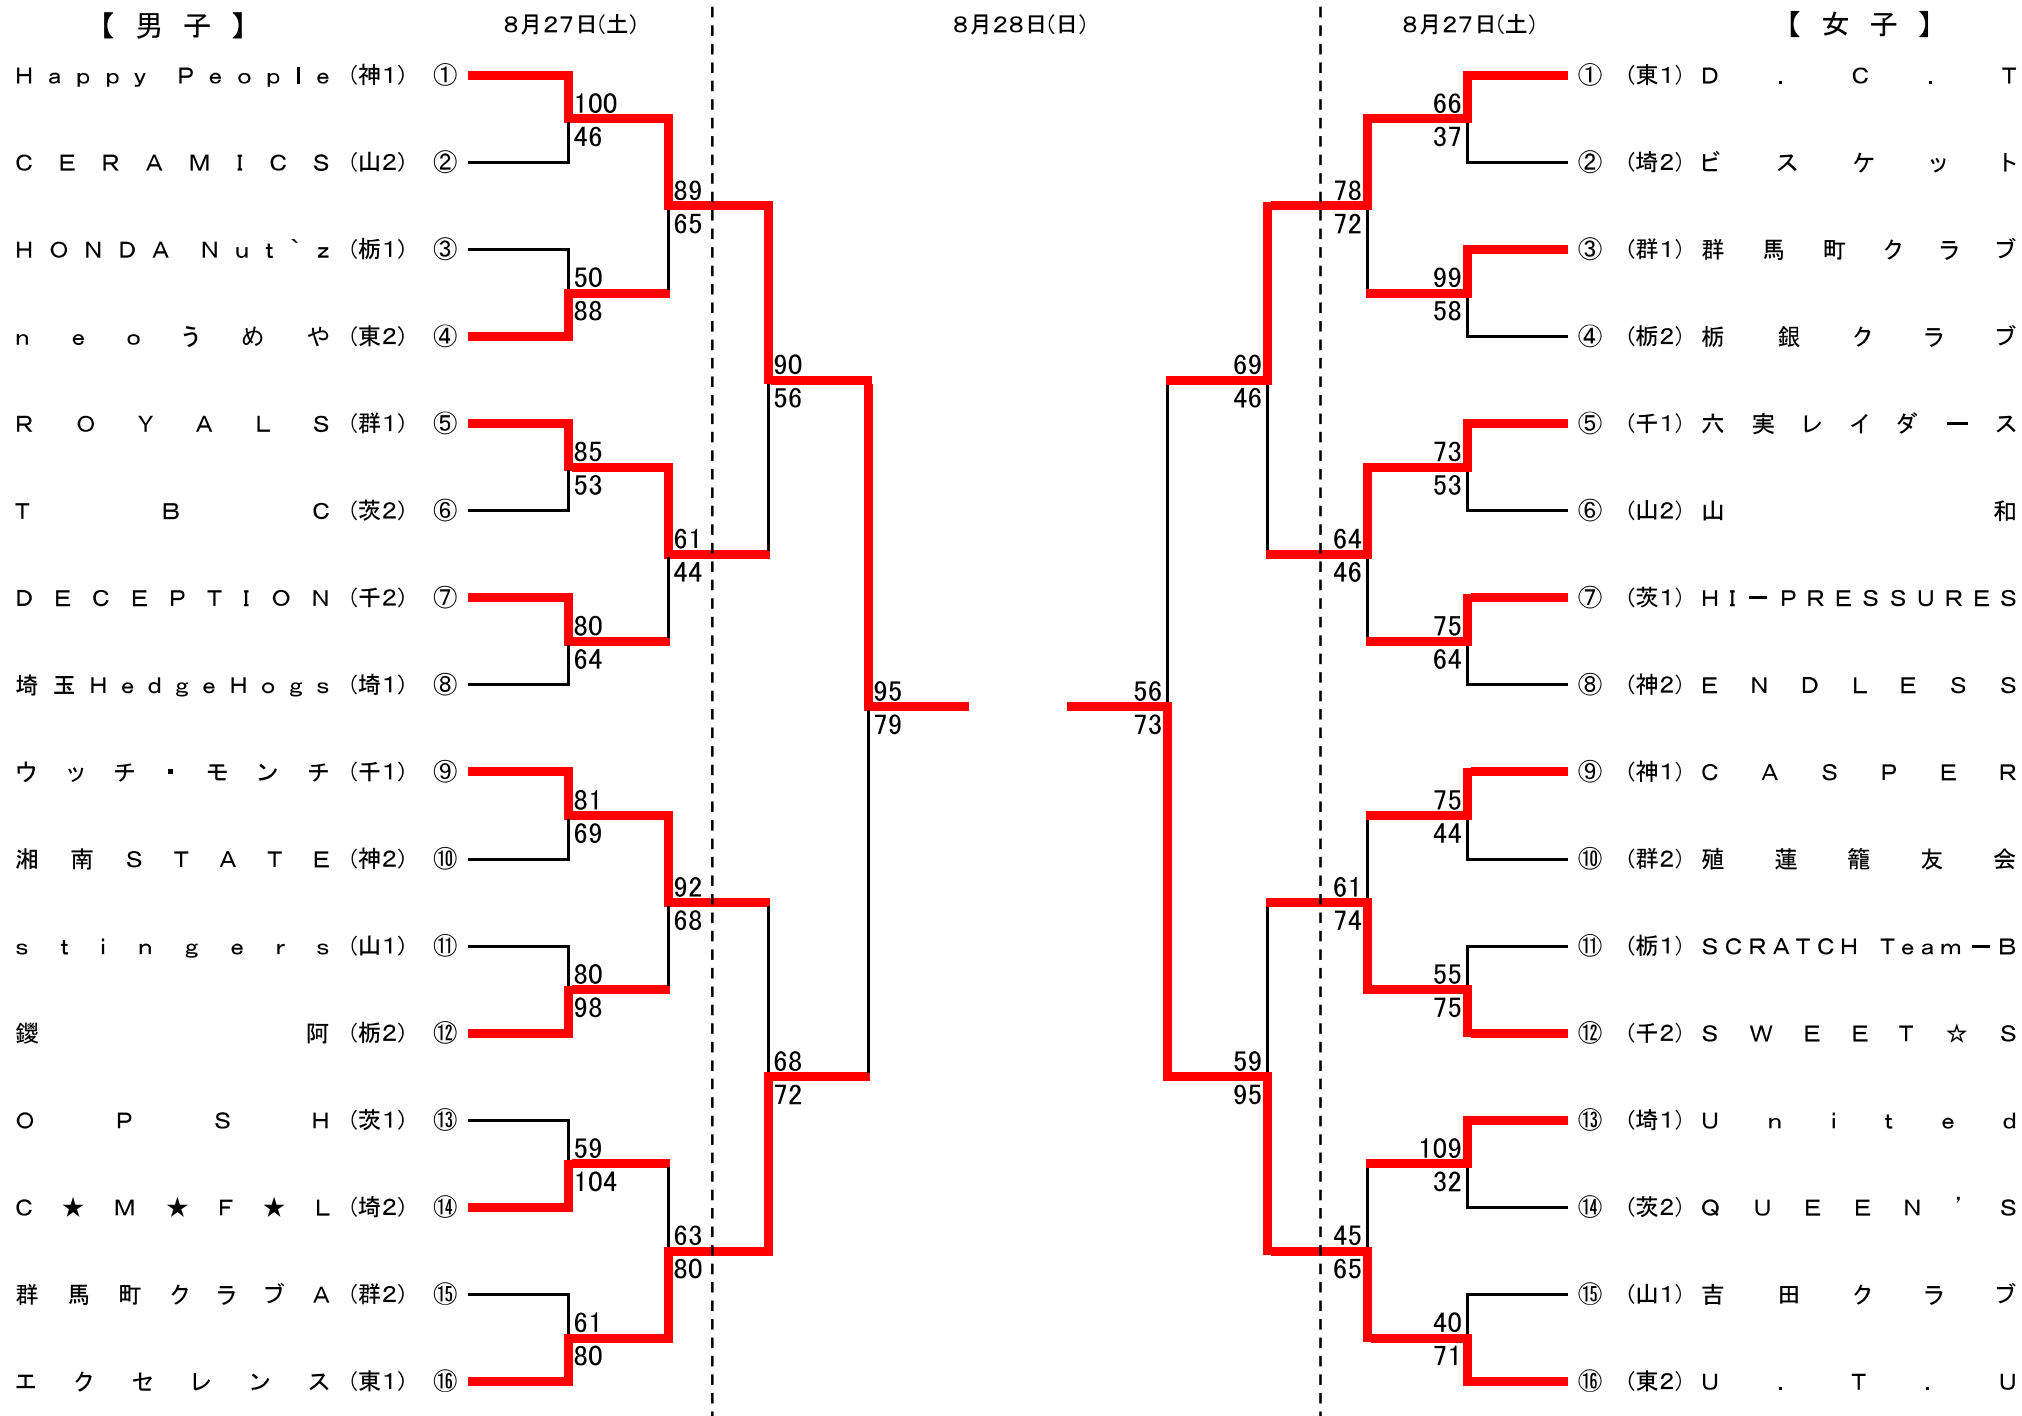 【 男 子 】 8月27日(土) 8月28日(日) 8月27日(土) 【 女 子 】
Happy People (神1) ① ① (東1) D.C.T
100 66
46 37
CERAMICS (山2) ② ② (埼2) ビスケット
89 78
65 72
HONDA Nut`z (栃1) ③ ③ (群1) 群馬町クラブ
50 99
88 58
neoうめや (東2) ④ ④ (栃2) 栃銀クラブ
90 69
56 46
ROYALS (群1) ⑤ ⑤ (千1) 六実レイダース
85 73
53 53
TBC (茨2) ⑥ ⑥ (山2) 山和
61 64
44 46
DECEPTION (千2) ⑦ ⑦ (茨1) HI－PRESSURES
80 75
64 64
埼玉HedgeHogs (埼1) ⑧ ⑧ (神2) ENDLESS
95 56
79 73
ウッチ・モンチ (千1) ⑨ ⑨ (神1) CASPER
81 75
69 44
湘南STATE (神2) ⑩ ⑩ (群2) 殖蓮籠友会
92 61
68 74
stingers (山1) ⑪ ⑪ (栃1) SCRATCH Team－B
80 55
98 75
鑁阿 (栃2) ⑫ ⑫ (千2) SWEET☆S
68 59
72 95
OPSH (茨1) ⑬ ⑬ (埼1) United
59 109
104 32
C★M★F★L (埼2) ⑭ ⑭ (茨2) QUEEN’S
63 45
80 65
群馬町クラブA (群2) ⑮ ⑮ (山1) 吉田クラブ
61 40
80 71
エクセレンス (東1) ⑯ ⑯ (東2) U.T.U